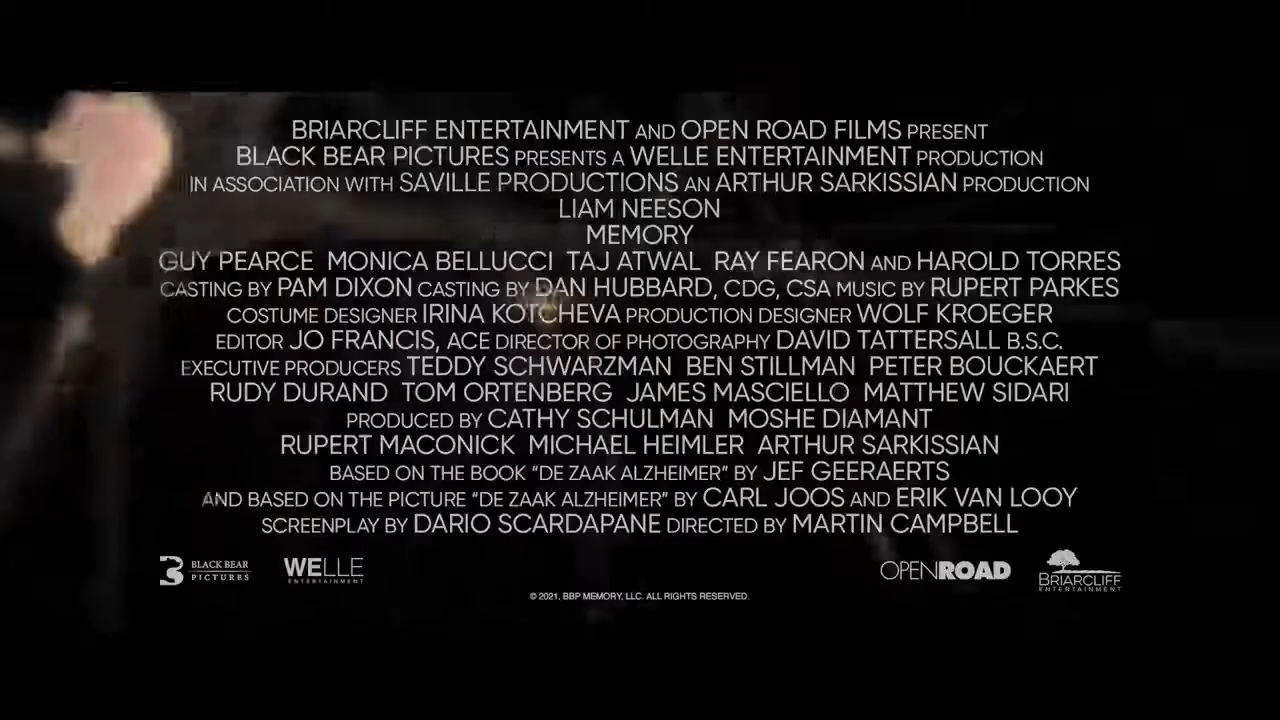 BRIARCLIFF ENTERTAINMENT AND OPEN ROAD FILMS PRESENT
BLACK BEAR PICTURES PRESENTS A WELLE ENTERTAINMENT PRODUCTION
IN ASSOCIATION WITH SAVILLE PRODUCTIONS AN ARTHUR SARKISSIAN PRODUCTION
LIAM NEESON
MEMORY
GUY PEARCE MONICA BELLUCCI TAJ ATWAL RAY FEARON AND HAROLD TORRES
CASTING BY PAM DIXON CASTING BY DAN HUBBARD, CDG, CSA MUSIC BY RUPERT PARKES
COSTUME DESIGNER IRINA KOTCHEVA PRODUCTION DESIGNER WOLF KROEGER
EDITOR JO FRANCIS, ACE DIRECTOR OF PHOTOGRAPHY DAVID TATTERSALL B.S.C.
EXECUTIVE PRODUCERS TEDDY SCHWARZMAN BEN STILLMAN PETER BOUCKAERT
RUDY DURAND TOM ORTENBERG JAMES MASCIELLO MATTHEW SIDARI
PRODUCED BY CATHY SCHULMAN MOSHE DIAMANT
RUPERT MACONICK MICHAEL HEIMLER ARTHUR SARKISSIAN
BASED ON THE BOOK “DE ZAAK ALZHEIMER” BY JEF GEERAERTS
AND BASED ON THE PICTURE “DE ZAAK ALZHEIMER” BY CARL JOOS AND ERIK VAN LOOY
SCREENPLAY BY DARIO SCARDAPANE DIRECTED BY MARTIN CAMPBELL
BLACK BEAR
PICTURES
WELLE
ENTERTAINMENT
OPENROAD
BRIARCLIFF
ENTERTAINMENT
© 2021, BBP MEMORY, LLC. ALL RIGHTS RESERVED.